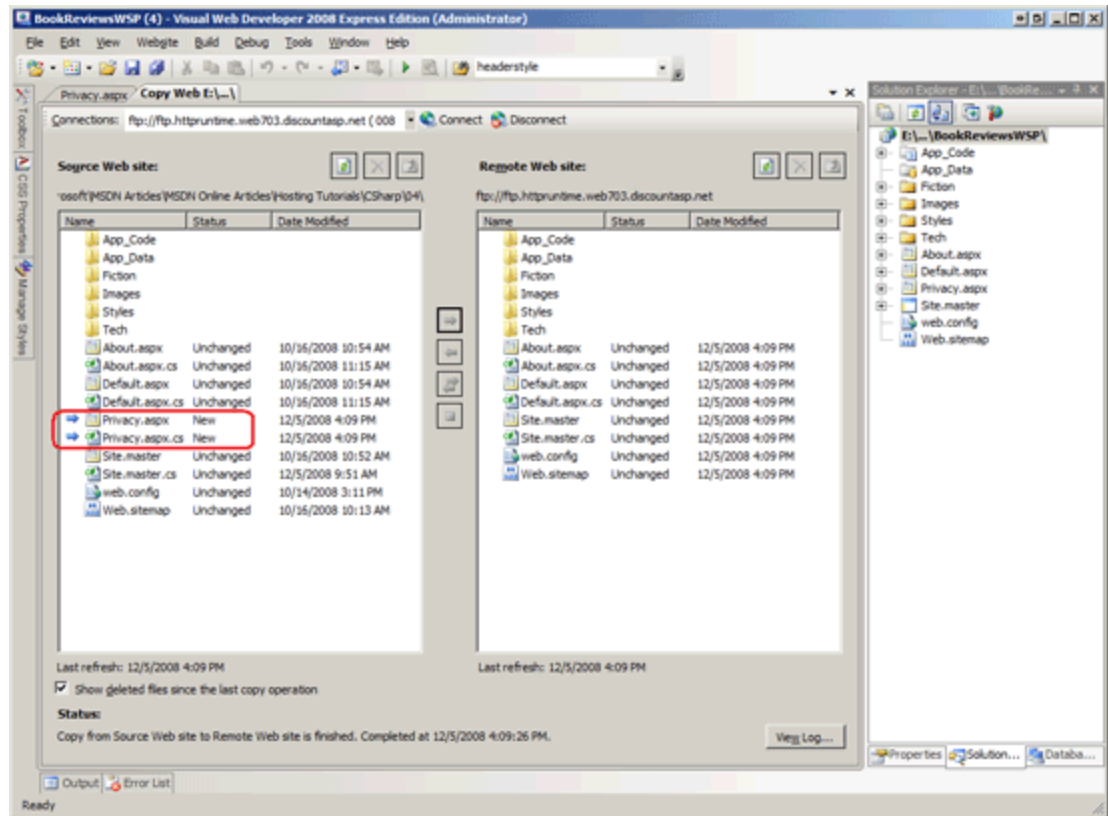 BookReviewsWSP (4) - Visual Web Developer 2008 Express Edition (Administrator)
File Edit View Website Build Debug Tools Window Help
headerstyle
Privacy.aspx Copy Web E:\...\
Solution Explorer - E:\...\BookRe...
Connections: ftp://ftp.httpruntime.web703.discountasp.net ( 008 Connect Disconnect
Toolbox
CSS Properties
Manage Styles
Source Web site:
rosoft\MSDN Articles\MSDN Online Articles\Hosting Tutorials\CSharp\04\
Name Status Date Modified
App_Code
App_Data
Fiction
Images
Styles
Tech
About.aspx Unchanged 10/16/2008 10:54 AM
About.aspx.cs Unchanged 10/16/2008 11:15 AM
Default.aspx Unchanged 10/16/2008 10:54 AM
Default.aspx.cs Unchanged 10/16/2008 11:15 AM
Privacy.aspx New 12/5/2008 4:09 PM
Privacy.aspx.cs New 12/5/2008 4:09 PM
Site.master Unchanged 10/16/2008 10:52 AM
Site.master.cs Unchanged 12/5/2008 9:51 AM
web.config Unchanged 10/14/2008 3:11 PM
Web.sitemap Unchanged 10/16/2008 10:13 AM
Last refresh: 12/5/2008 4:09 PM
Show deleted files since the last copy operation
Status:
Copy from Source Web site to Remote Web site is finished. Completed at 12/5/2008 4:09:26 PM.
Remote Web site:
ftp://ftp.httpruntime.web703.discountasp.net
Name Status Date Modified
App_Code
App_Data
Fiction
Images
Styles
Tech
About.aspx Unchanged 12/5/2008 4:09 PM
About.aspx.cs Unchanged 12/5/2008 4:09 PM
Default.aspx Unchanged 12/5/2008 4:09 PM
Default.aspx.cs Unchanged 12/5/2008 4:09 PM
Site.master Unchanged 12/5/2008 4:09 PM
Site.master.cs Unchanged 12/5/2008 4:09 PM
web.config Unchanged 12/5/2008 4:09 PM
Web.sitemap Unchanged 12/5/2008 4:09 PM
Last refresh: 12/5/2008 4:09 PM
View Log...
E:\...\BookReviewsWSP\
App_Code
App_Data
Fiction
Images
Styles
Tech
About.aspx
Default.aspx
Privacy.aspx
Site.master
web.config
Web.sitemap
Properties Solution... Databa...
Output Error List
Ready